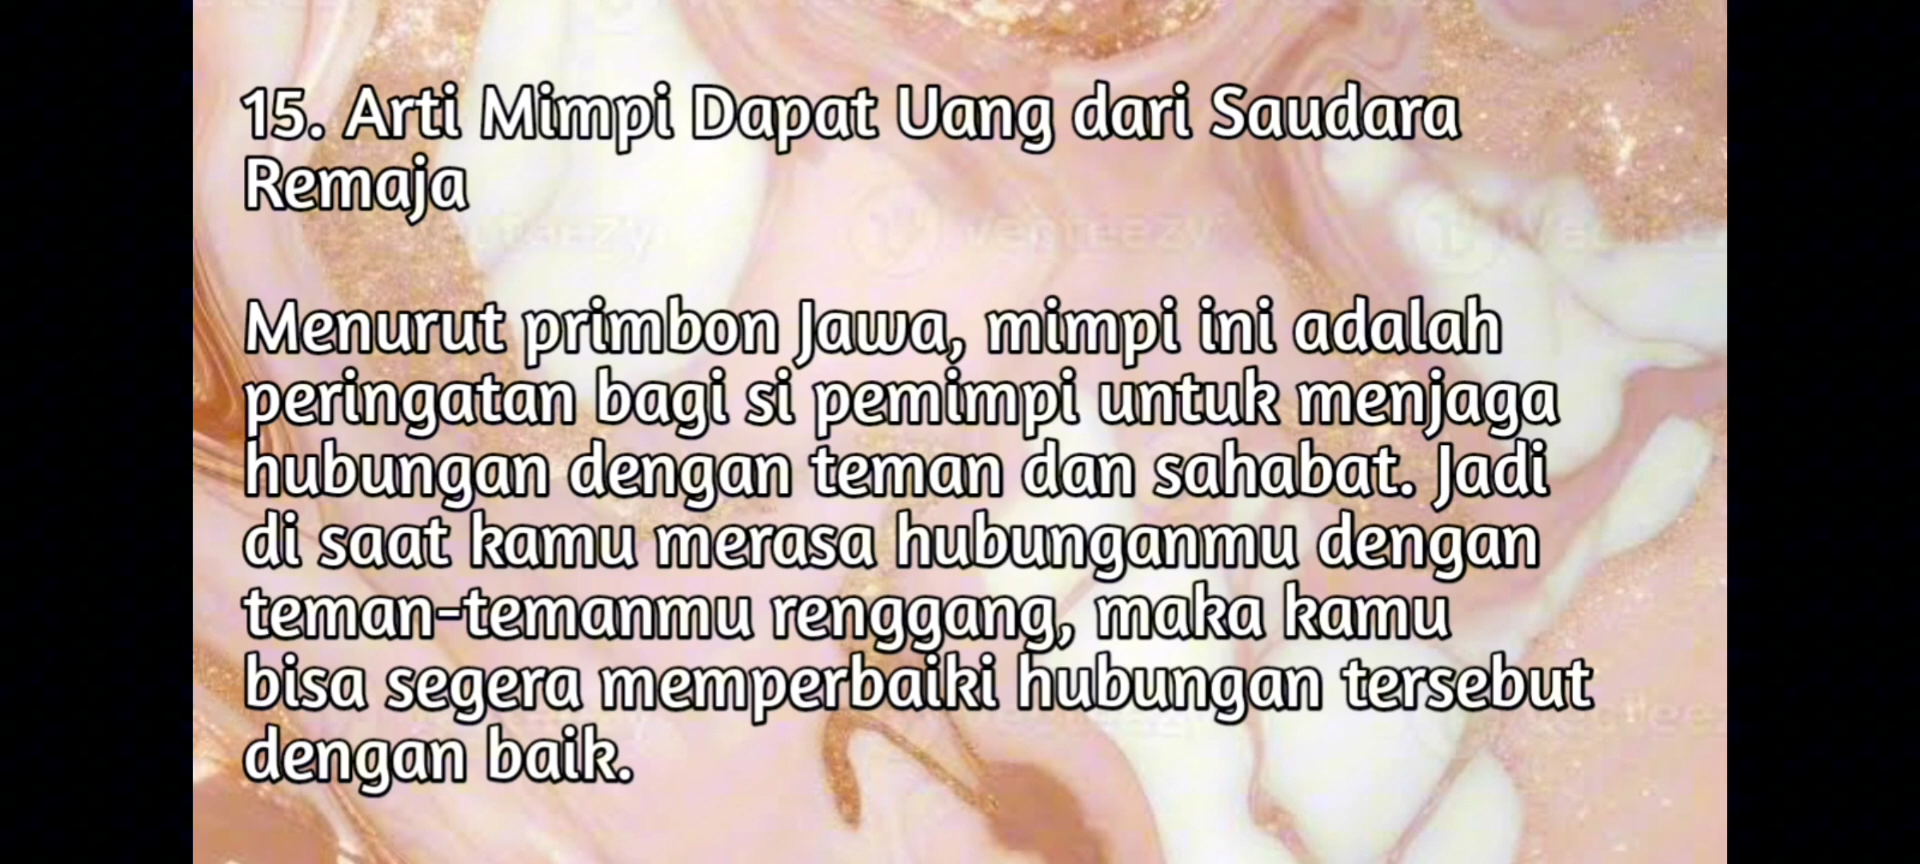 15. Arti Mimpi Dapat Uang dari Saudara
Remaja
Menurut primbon Jawa, mimpi ini adalah
peringatan bagi si pemimpi untuk menjaga
hubungan dengan teman dan sahabat. Jadi
di saat kamu merasa hubunganmu dengan
teman-temanmu renggang, maka kamu
bisa segera memperbaiki hubungan tersebut
dengan baik.